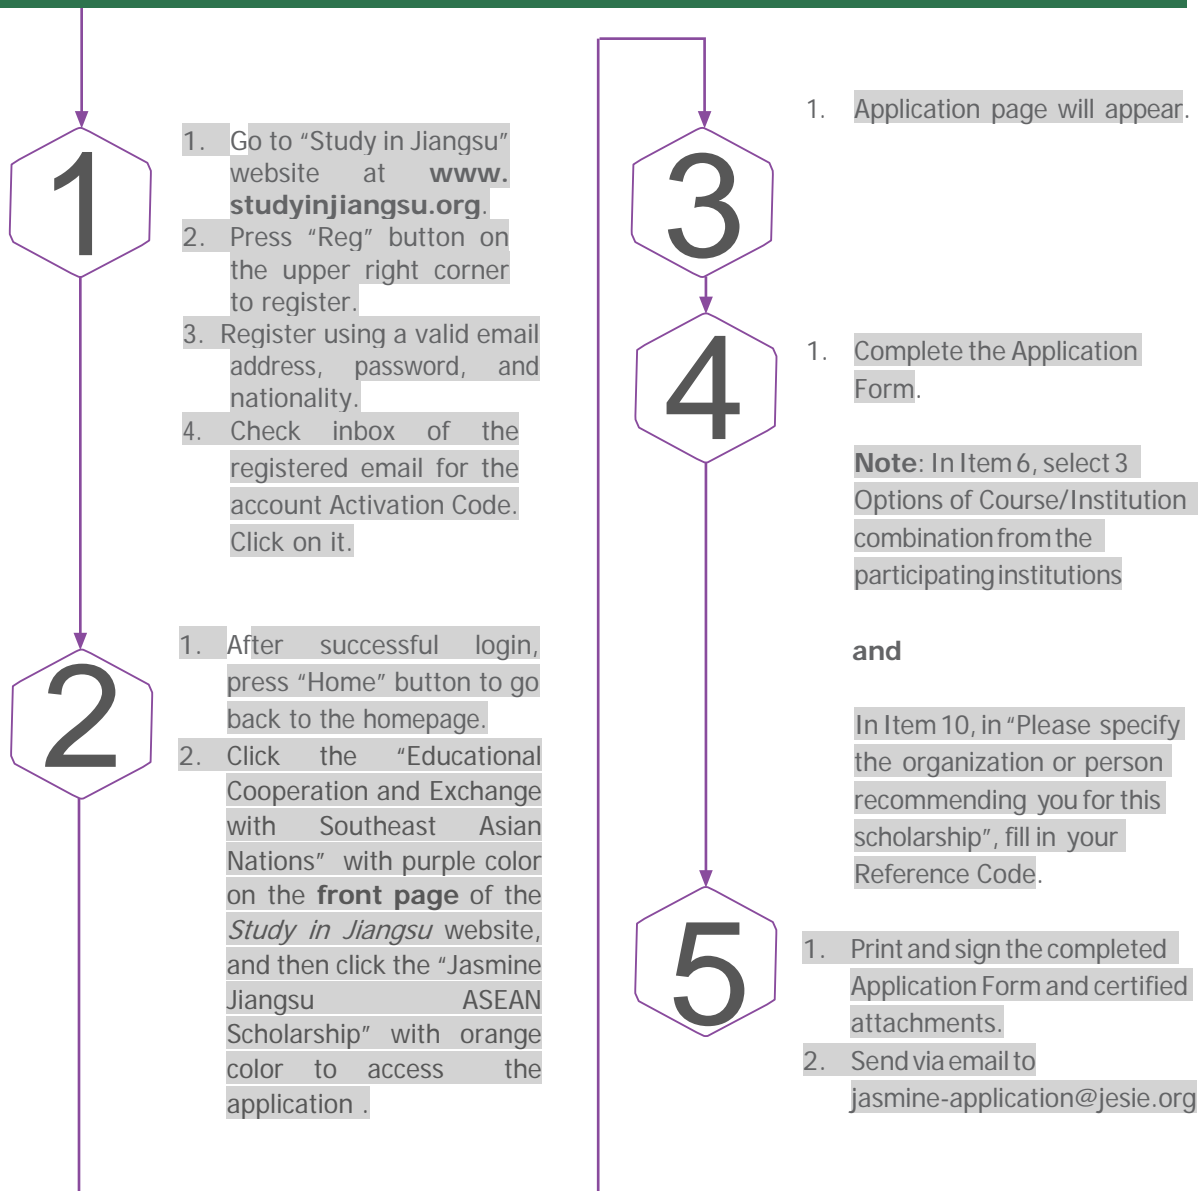 1
1. Go to “Study in Jiangsu”
website at www.
studyinjiangsu.org.
2. Press “Reg” button on
the upper right corner
to register.
3. Register using a valid email
address, password, and
nationality.
4. Check inbox of the
registered email for the
account Activation Code.
Click on it.
2
1. After successful login,
press “Home” button to go
back to the homepage.
2. Click the “Educational
Cooperation and Exchange
with Southeast Asian
Nations” with purple color
on the front page of the
Study in Jiangsu website,
and then click the “Jasmine
Jiangsu ASEAN
Scholarship” with orange
color to access the
application .
3
1. Application page will appear.
4
1. Complete the Application
Form.
Note: In Item 6, select 3
Options of Course/Institution
combination from the
participating institutions
and
In Item 10, in “Please specify
the organization or person
recommending you for this
scholarship”, fill in your
Reference Code.
5
1. Print and sign the completed
Application Form and certified
attachments.
2. Send via email to
jasmine-application@jesie.org